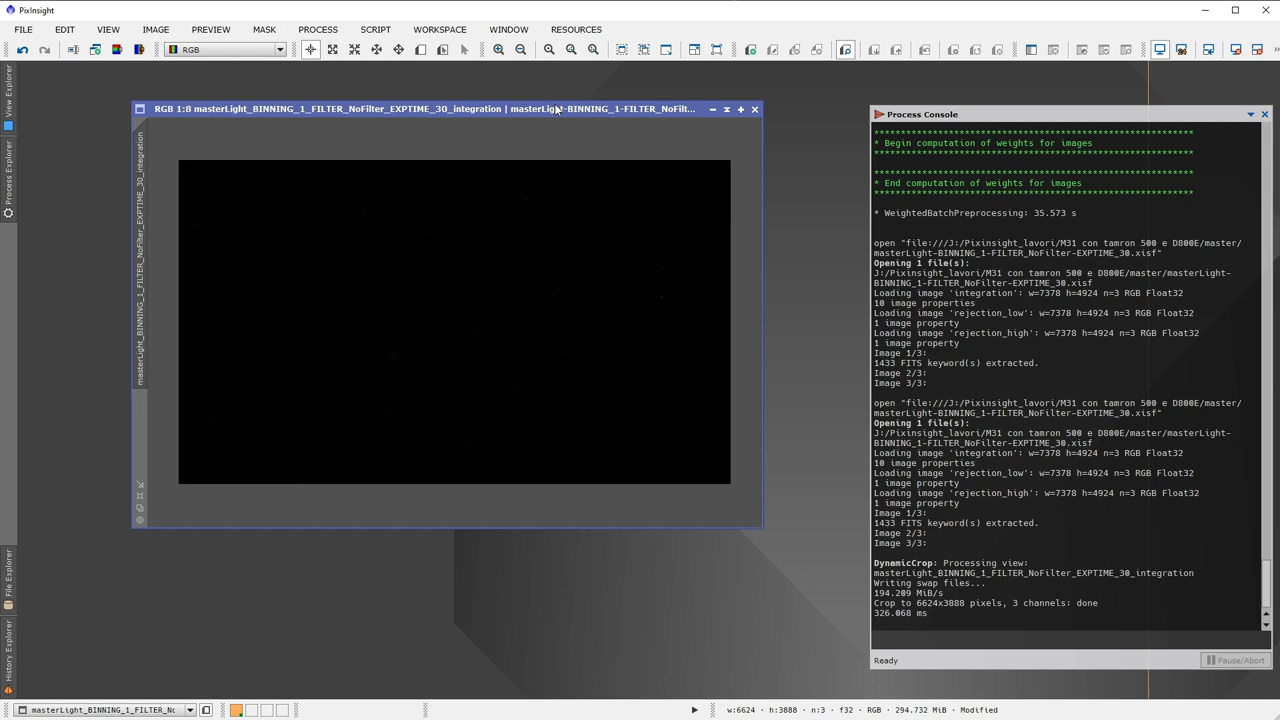 PixInsight
FILE EDIT VIEW IMAGE PREVIEW MASK PROCESS SCRIPT WORKSPACE WINDOW RESOURCES
RGB
View Explorer
Process Explorer
File Explorer
History Explorer
RGB 1:8 masterLight_BINNING_1_FILTER_NoFilter_EXPTIME_30_integration | masterLight-BINNING_1-FILTER_NoFilt...
masterLight_BINNING_1_FILTER_NoFilter_EXPTIME_30_integration
Process Console
****************************************************************
* Begin computation of weights for images
****************************************************************
****************************************************************
* End computation of weights for images
****************************************************************
* WeightedBatchPreprocessing: 35.573 s
open "file:///J:/Pixinsight_lavori/M31 con tamron 500 e D800E/master/
masterLight-BINNING_1-FILTER_NoFilter-EXPTIME_30.xisf"
Opening 1 file(s):
J:/Pixinsight_lavori/M31 con tamron 500 e D800E/master/masterLight-
BINNING_1-FILTER_NoFilter-EXPTIME_30.xisf
Loading image 'integration': w=7378 h=4924 n=3 RGB Float32
10 image properties
Loading image 'rejection_low': w=7378 h=4924 n=3 RGB Float32
1 image property
Loading image 'rejection_high': w=7378 h=4924 n=3 RGB Float32
1 image property
Image 1/3:
1433 FITS keyword(s) extracted.
Image 2/3:
Image 3/3:
open "file:///J:/Pixinsight_lavori/M31 con tamron 500 e D800E/master/
masterLight-BINNING_1-FILTER_NoFilter-EXPTIME_30.xisf"
Opening 1 file(s):
J:/Pixinsight_lavori/M31 con tamron 500 e D800E/master/masterLight-
BINNING_1-FILTER_NoFilter-EXPTIME_30.xisf
Loading image 'integration': w=7378 h=4924 n=3 RGB Float32
10 image properties
Loading image 'rejection_low': w=7378 h=4924 n=3 RGB Float32
1 image property
Loading image 'rejection_high': w=7378 h=4924 n=3 RGB Float32
1 image property
Image 1/3:
1433 FITS keyword(s) extracted.
Image 2/3:
Image 3/3:
DynamicCrop: Processing view:
masterLight_BINNING_1_FILTER_NoFilter_EXPTIME_30_integration
Writing swap files...
194.209 MiB/s
Crop to 6624x3888 pixels, 3 channels: done
326.068 ms
Ready
Pause/Abort
masterLight_BINNING_1_FILTER_Nc
w:6624 · h:3888 · n:3 · f32 · RGB · 294.732 MiB · Modified